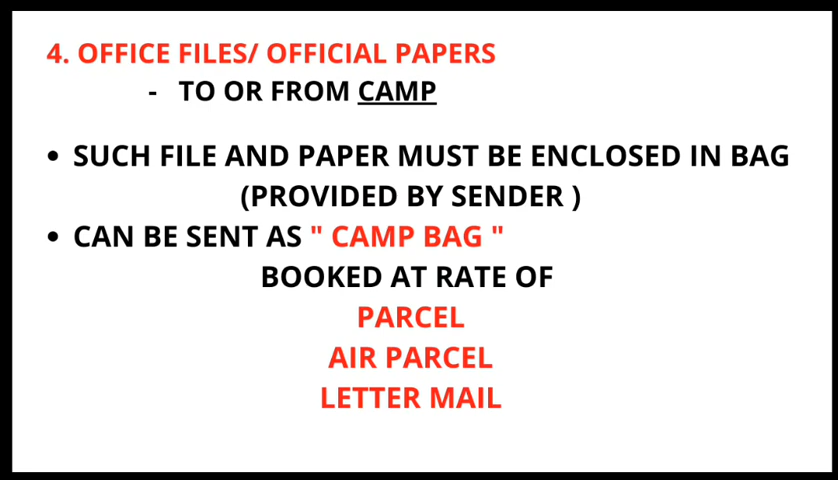 4. OFFICE FILES/ OFFICIAL PAPERS
- TO OR FROM CAMP
• SUCH FILE AND PAPER MUST BE ENCLOSED IN BAG
(PROVIDED BY SENDER )
• CAN BE SENT AS " CAMP BAG "
BOOKED AT RATE OF
PARCEL
AIR PARCEL
LETTER MAIL